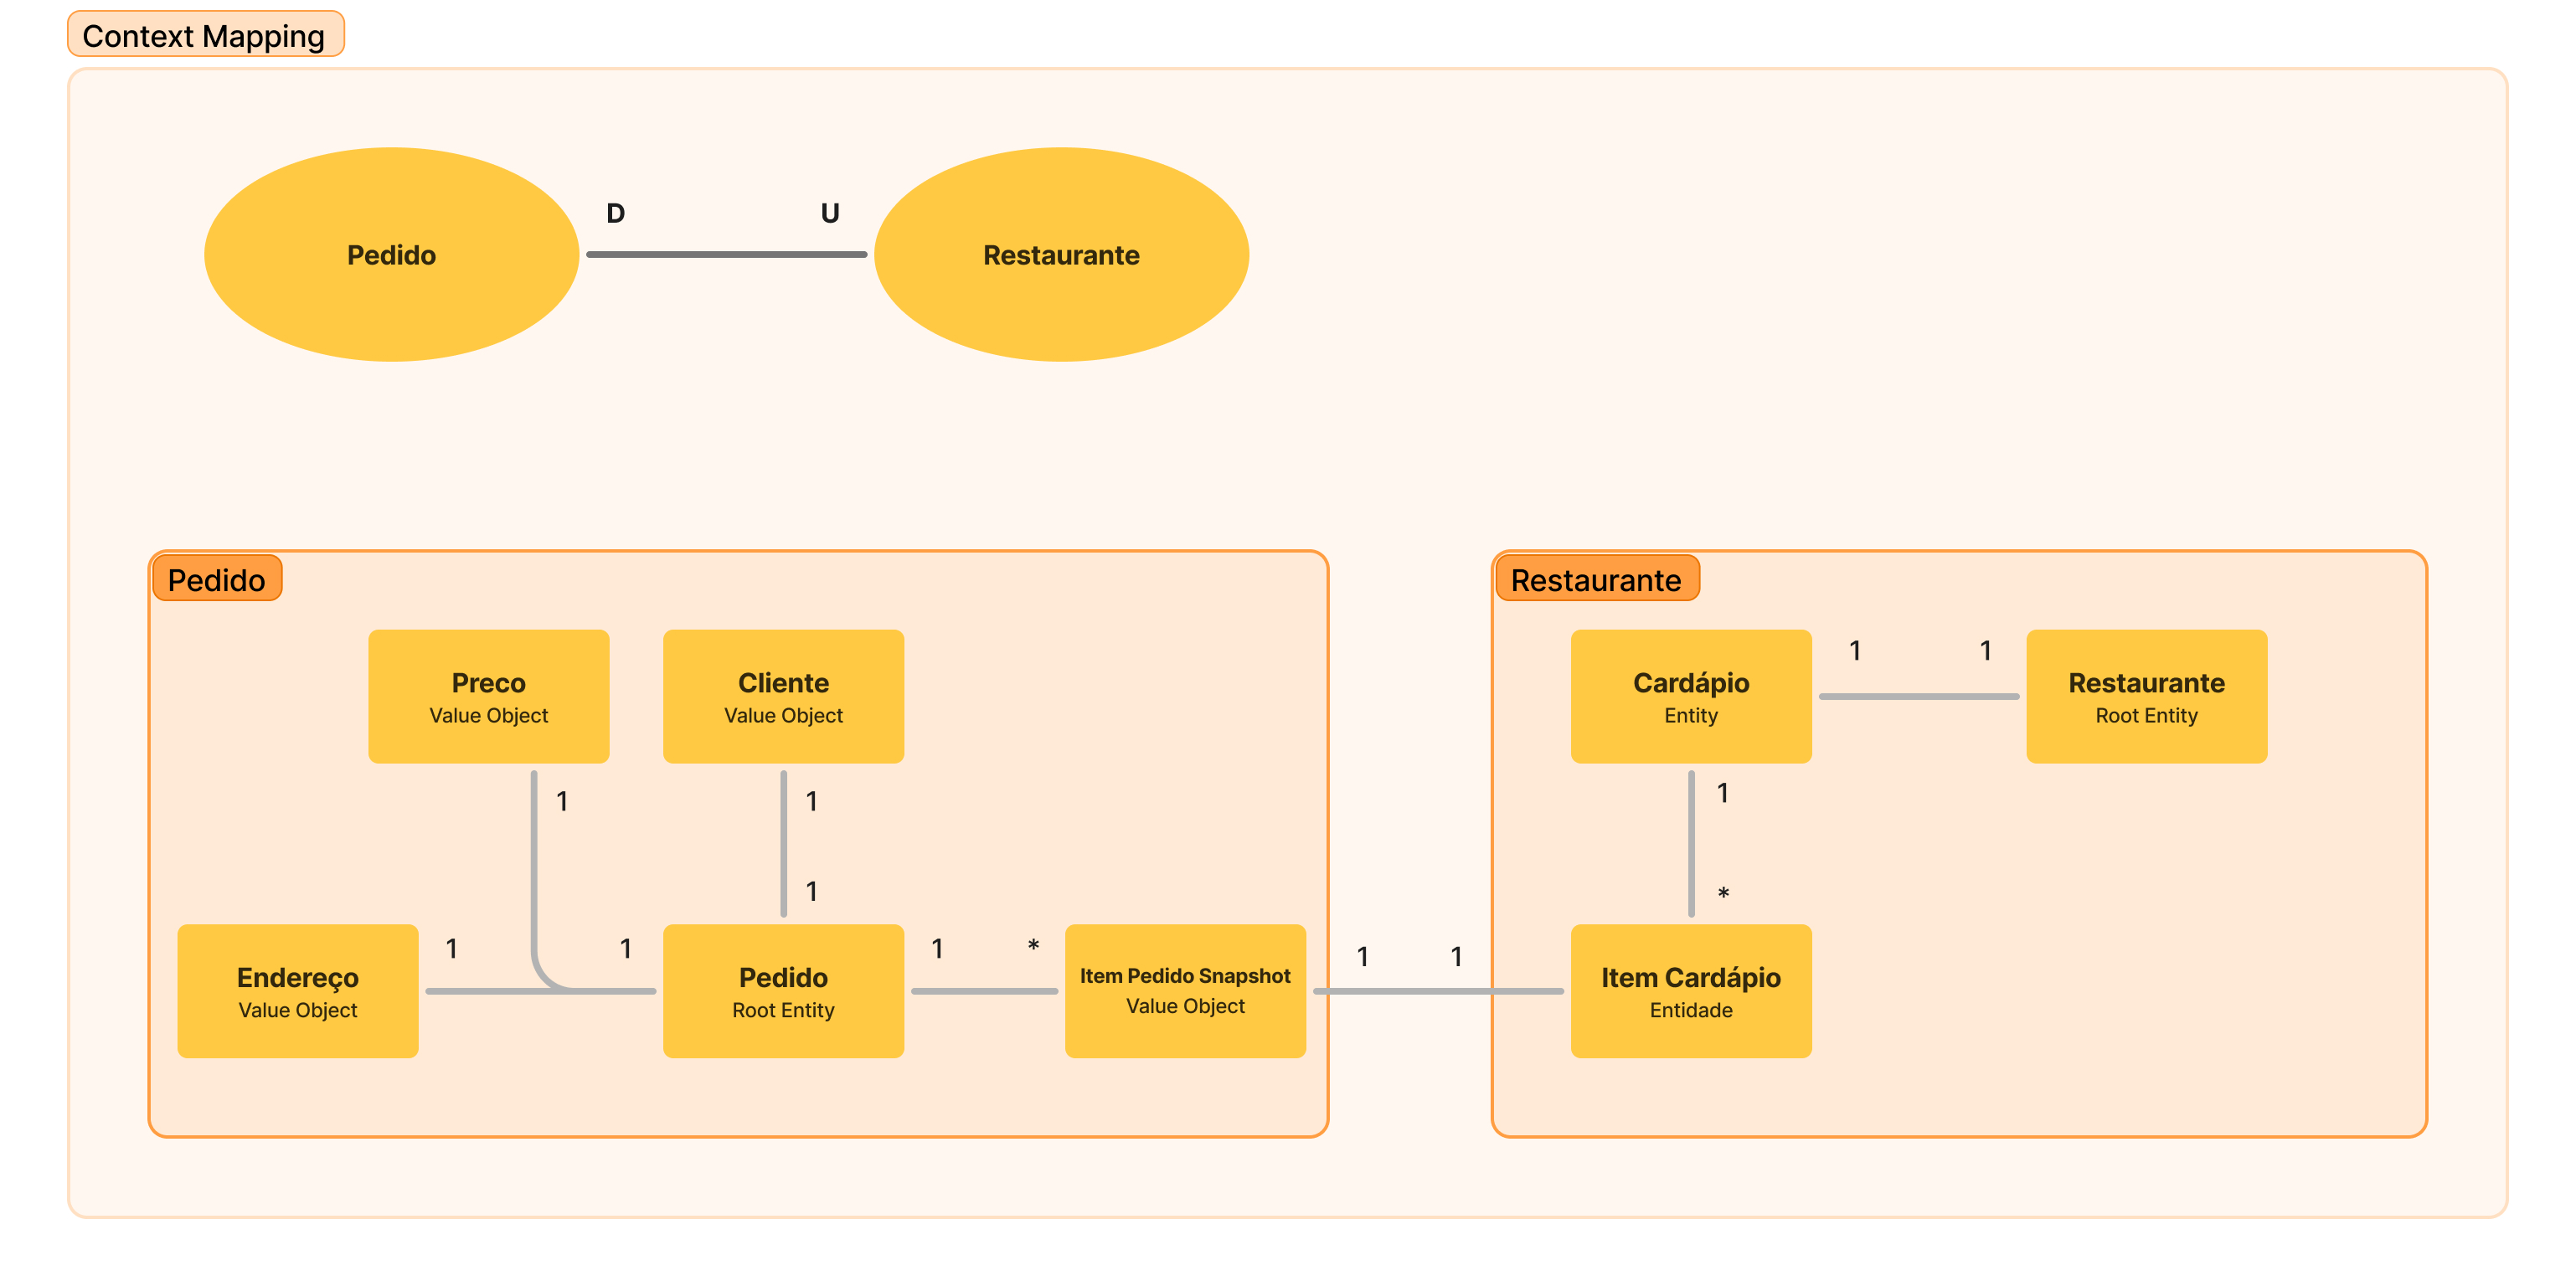 Context Mapping
Pedido
D
U
Restaurante
Pedido
Preco
Value Object
Cliente
Value Object
1
1
1
Endereço
Value Object
1
1
Pedido
Root Entity
1
*
Item Pedido Snapshot
Value Object
1
1
Restaurante
Cardápio
Entity
1
1
Restaurante
Root Entity
1
*
Item Cardápio
Entidade